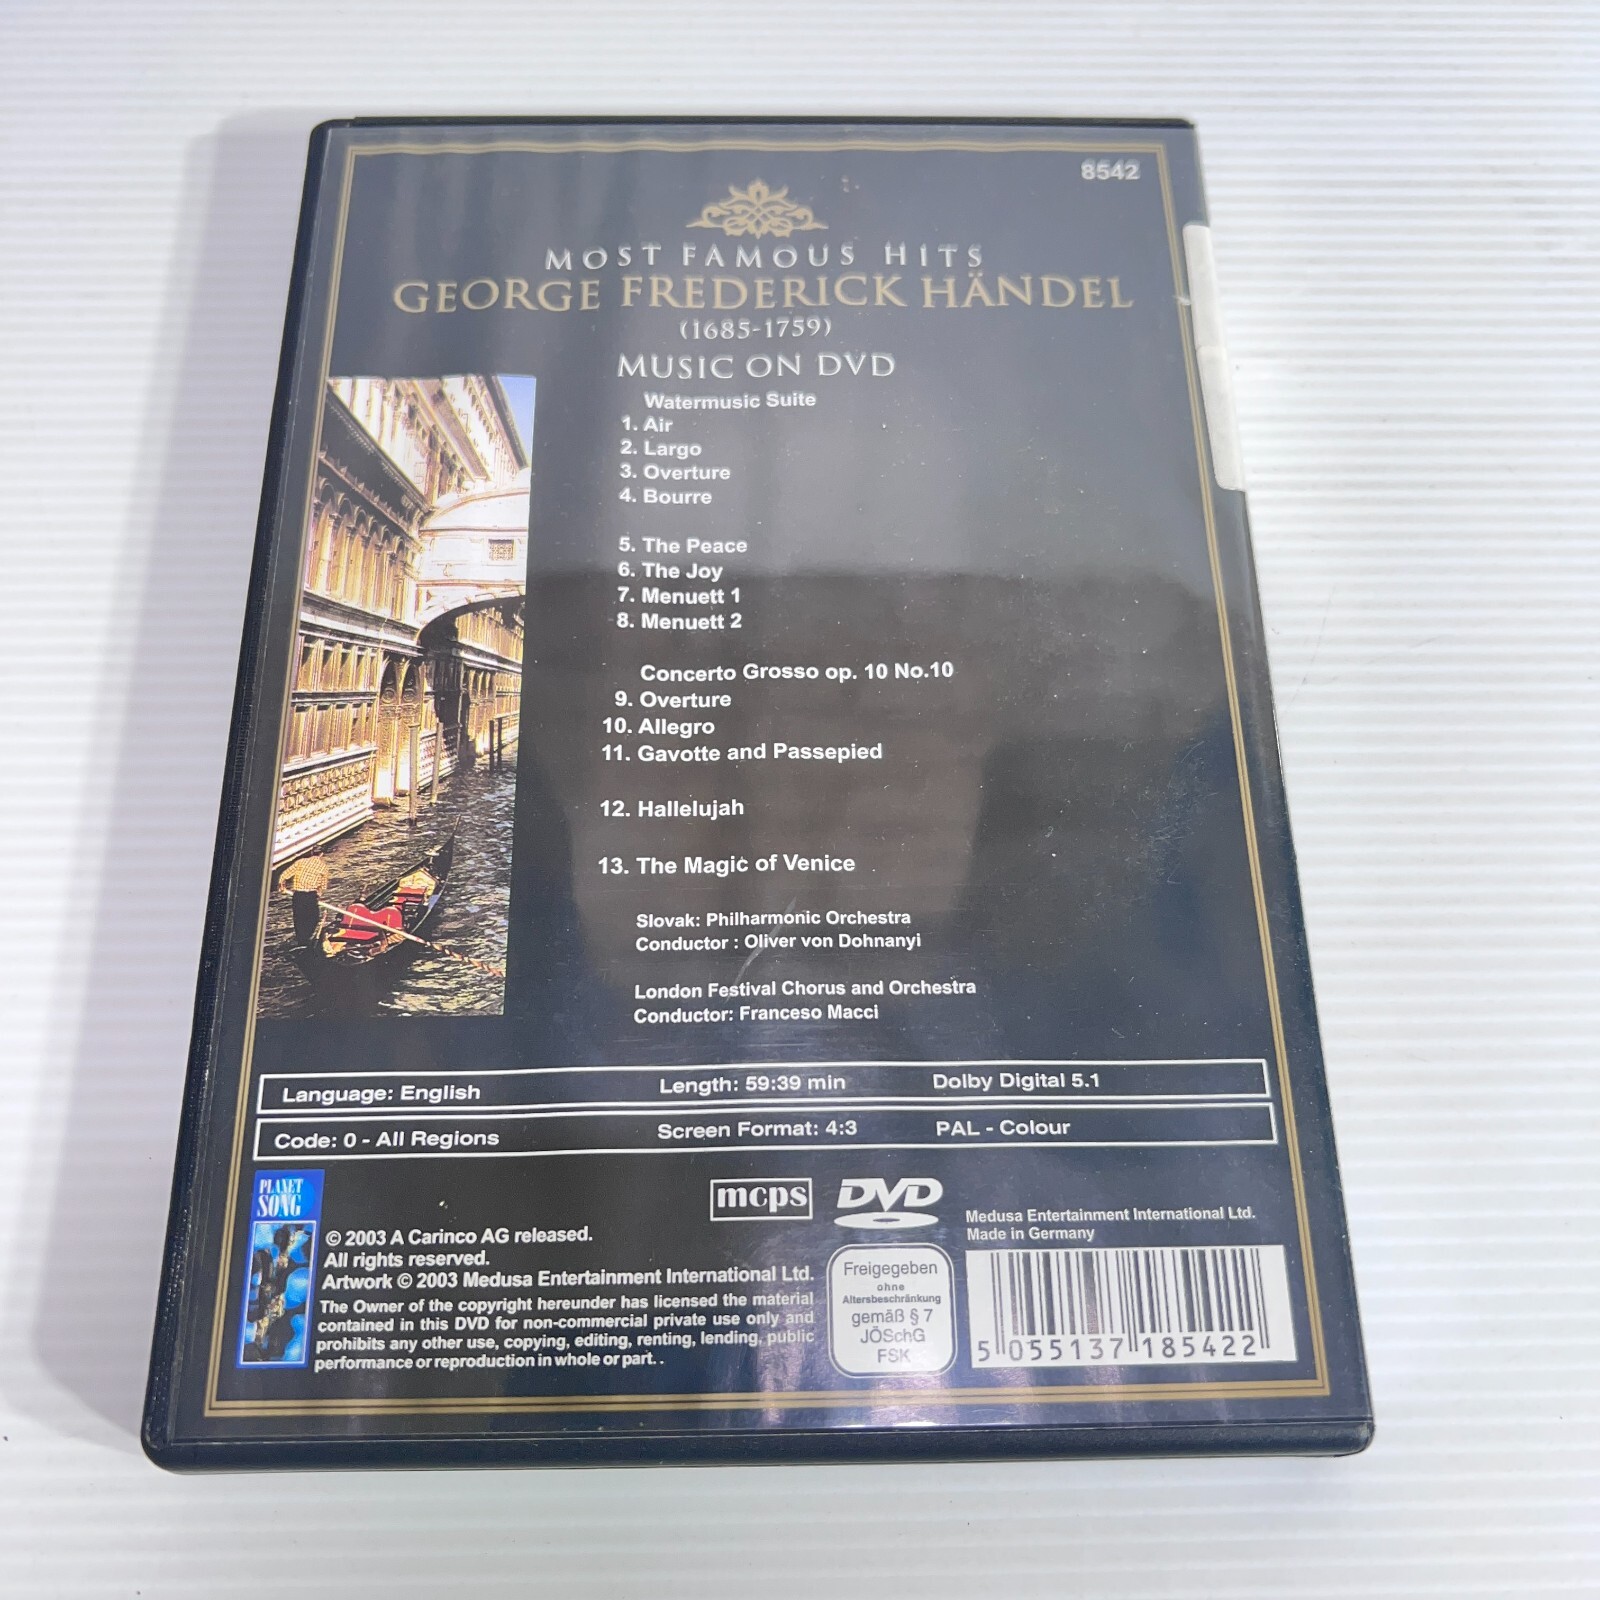 8542
MOST FAMOUS HITS
GEORGE FREDERICK HÄNDEL
(1685-1759)
MUSIC ON DVD
Watermusic Suite
1. Air
2. Largo
3. Overture
4. Bourre
5. The Peace
6. The Joy
7. Menuett 1
8. Menuett 2
Concerto Grosso op. 10 No.10
9. Overture
10. Allegro
11. Gavotte and Passepied
12. Hallelujah
13. The Magic of Venice
Slovak: Philharmonic Orchestra
Conductor : Oliver von Dohnanyi
London Festival Chorus and Orchestra
Conductor: Franceso Macci
Language: English Length: 59:39 min Dolby Digital 5.1
Code: 0 - All Regions Screen Format: 4:3 PAL - Colour
PLANET
SONG
© 2003 A Carinco AG released.
All rights reserved.
Artwork © 2003 Medusa Entertainment International Ltd.
The Owner of the copyright hereunder has licensed the material
contained in this DVD for non-commercial private use only and
prohibits any other use, copying, editing, renting, lending, public
performance or reproduction in whole or part. .
mcps
DVD
Freigegeben
ohne
Altersbeschränkung
gemäß § 7
JÖSchG
FSK
Medusa Entertainment International Ltd.
Made in Germany
5 055137 185422